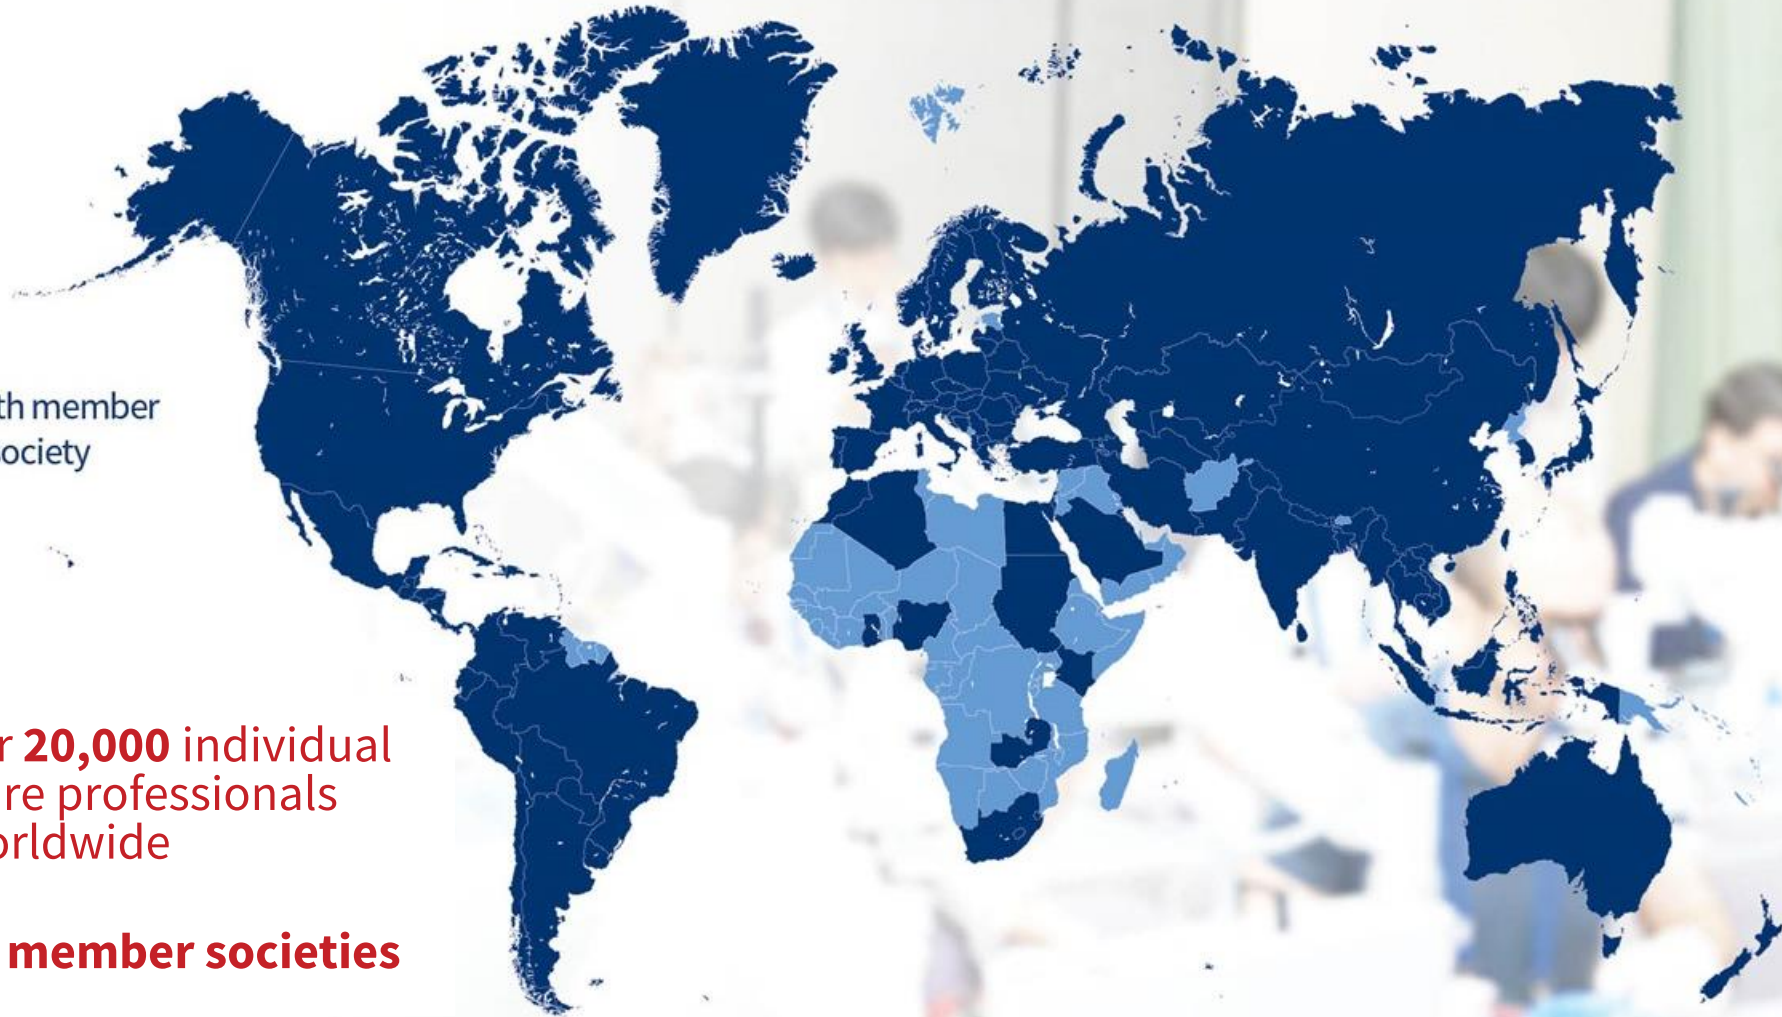 th member
ociety
r 20,000 individual
re professionals
orldwide
member societies